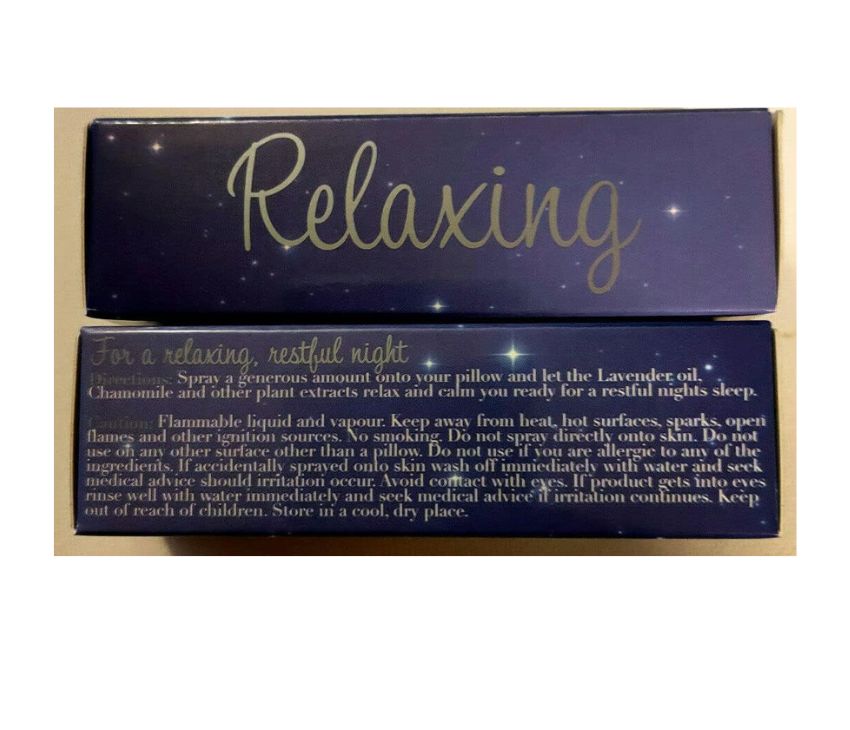 Relaxing
For a relaxing, restful night
Directions: Spray a generous amount onto your pillow and let the Lavender oil,
Chamomile and other plant extracts relax and calm you ready for a restful nights sleep.
Caution: Flammable liquid and vapour. Keep away from heat, hot surfaces, sparks, open
flames and other ignition sources. No smoking. Do not spray directly onto skin. Do not
use on any other surface other than a pillow. Do not use if you are allergic to any of the
ingredients. If accidentally sprayed onto skin wash off immediately with water and seek
medical advice should irritation occur. Avoid contact with eyes. If product gets into eyes
rinse well with water immediately and seek medical advice if irritation continues. Keep
out of reach of children. Store in a cool, dry place.